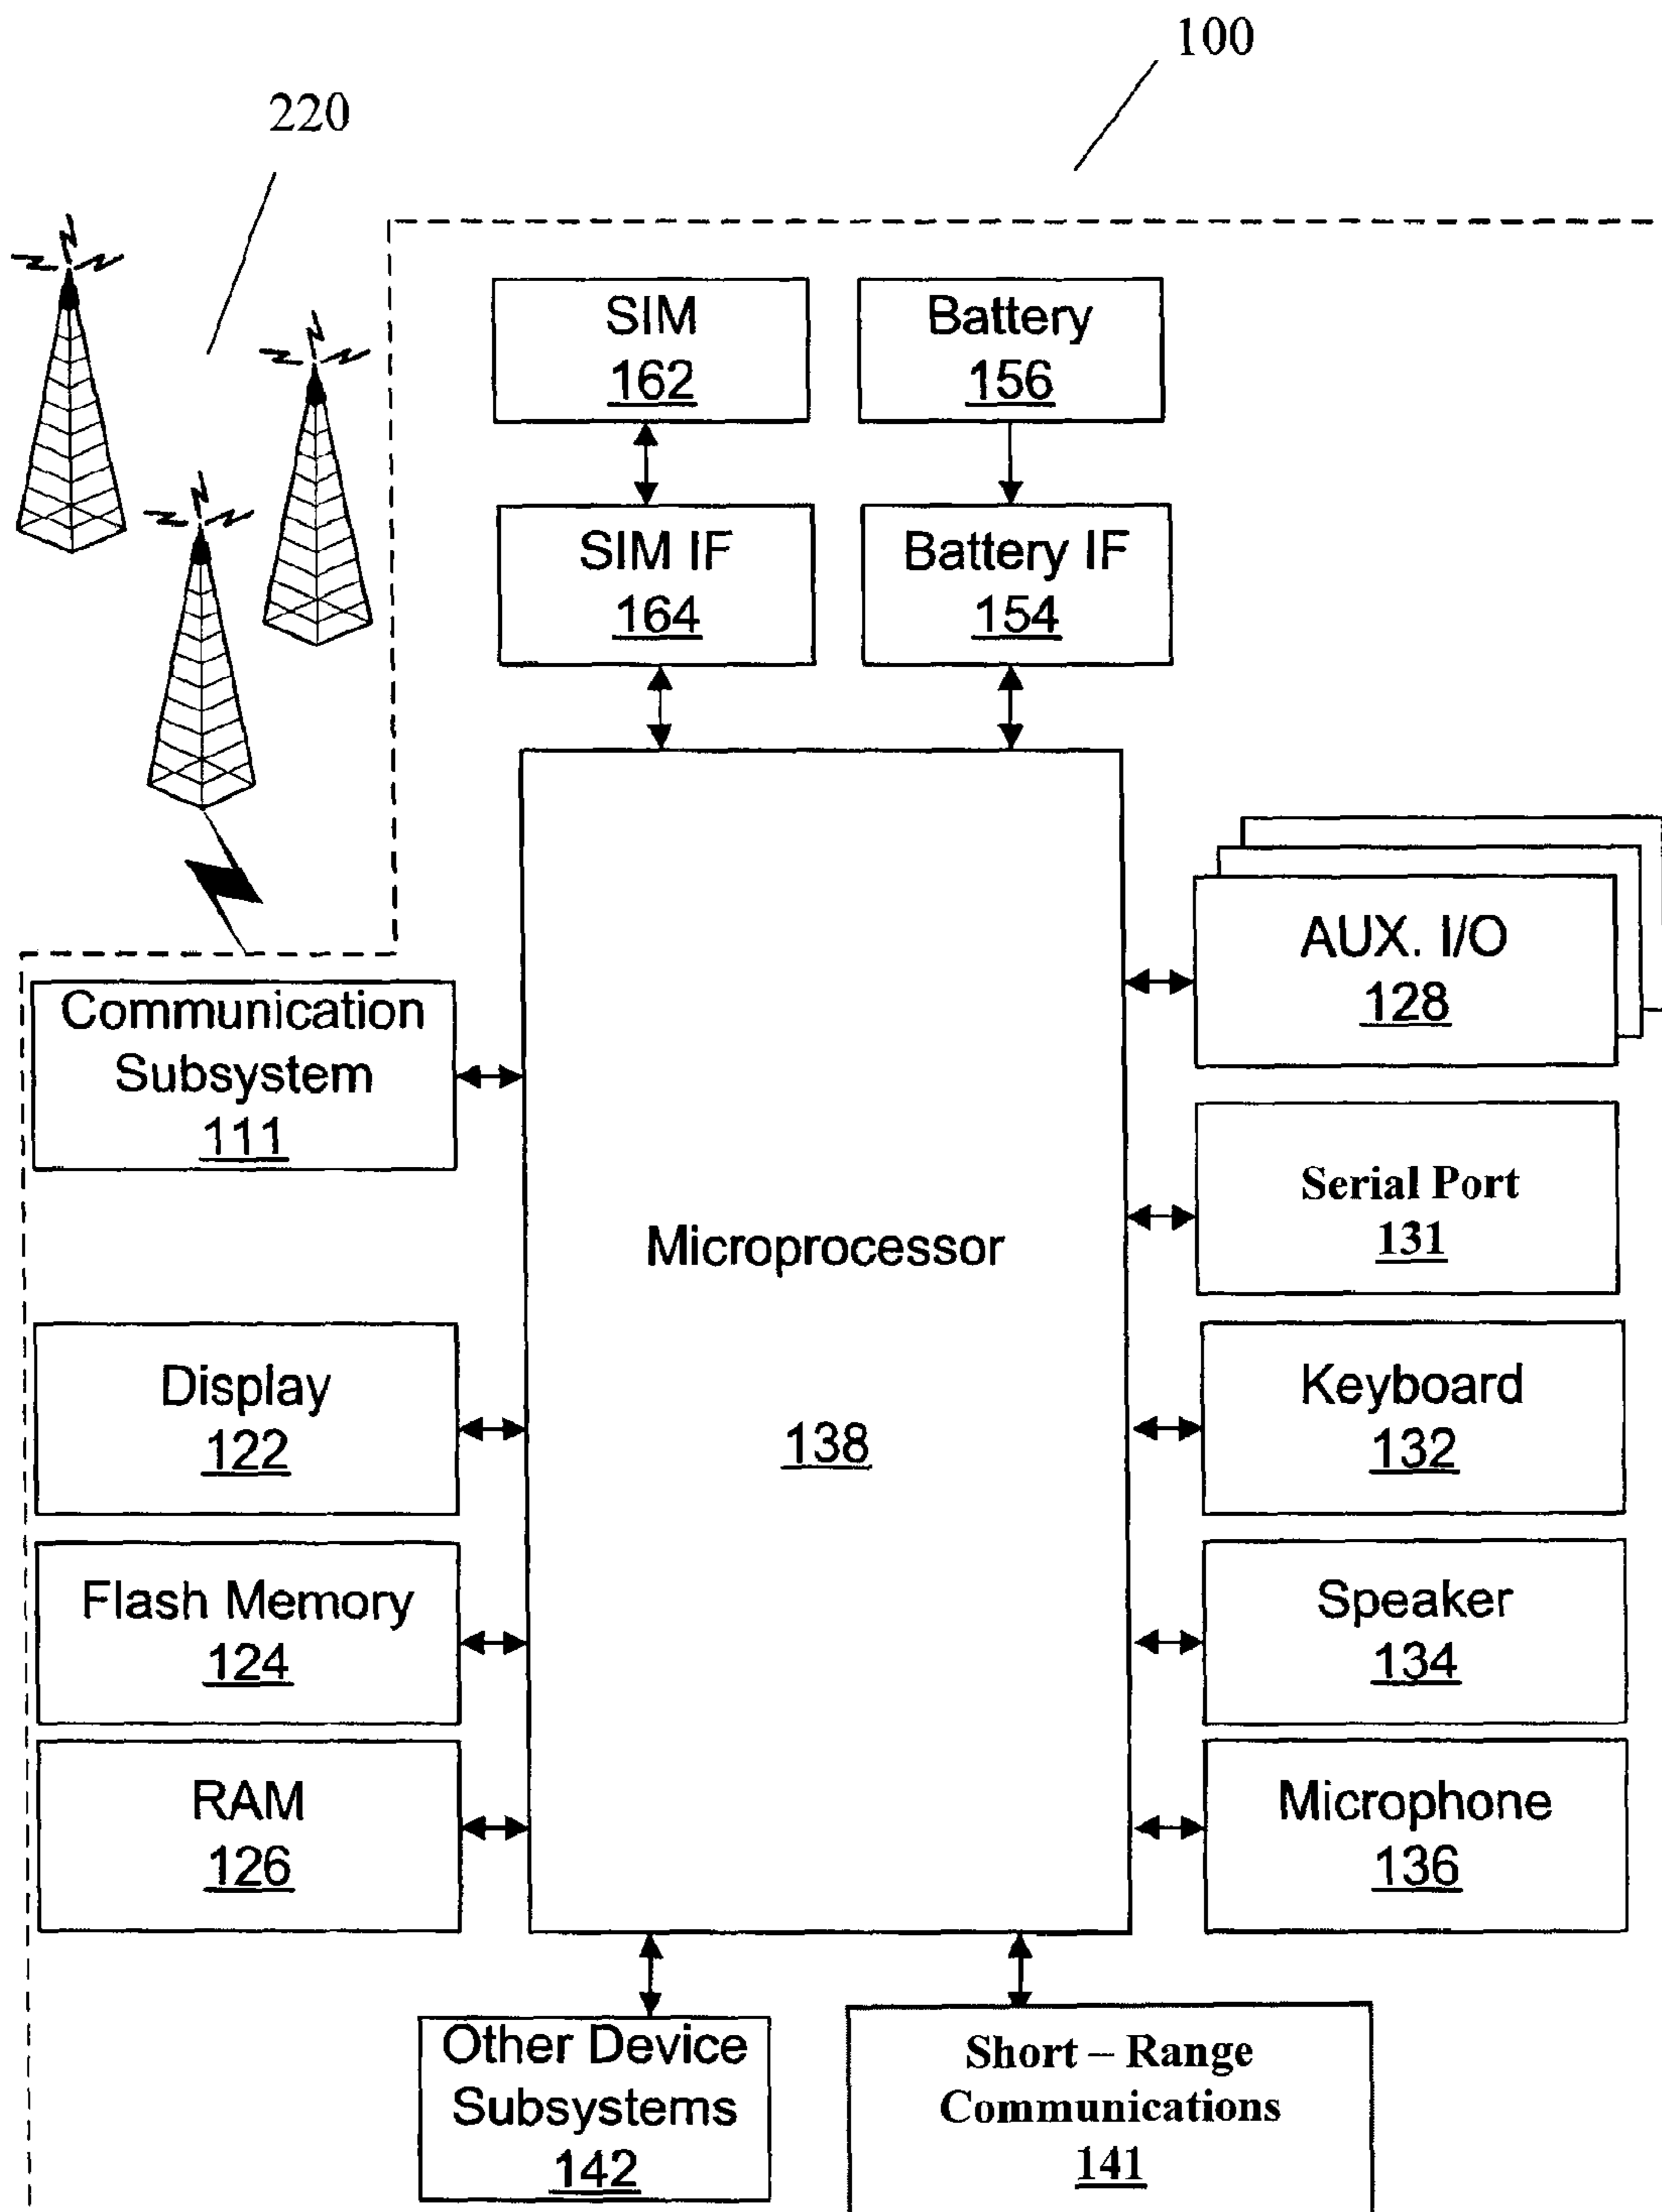 100
220
SIM
162
Battery
156
SIM IF
164
Battery IF
154
AUX. I/O
128
Communication
Subsystem
111
Serial Port
131
Microprocessor
138
Display
122
Keyboard
132
Flash Memory
124
Speaker
134
RAM
126
Microphone
136
Other Device
Subsystems
142
Short – Range
Communications
141